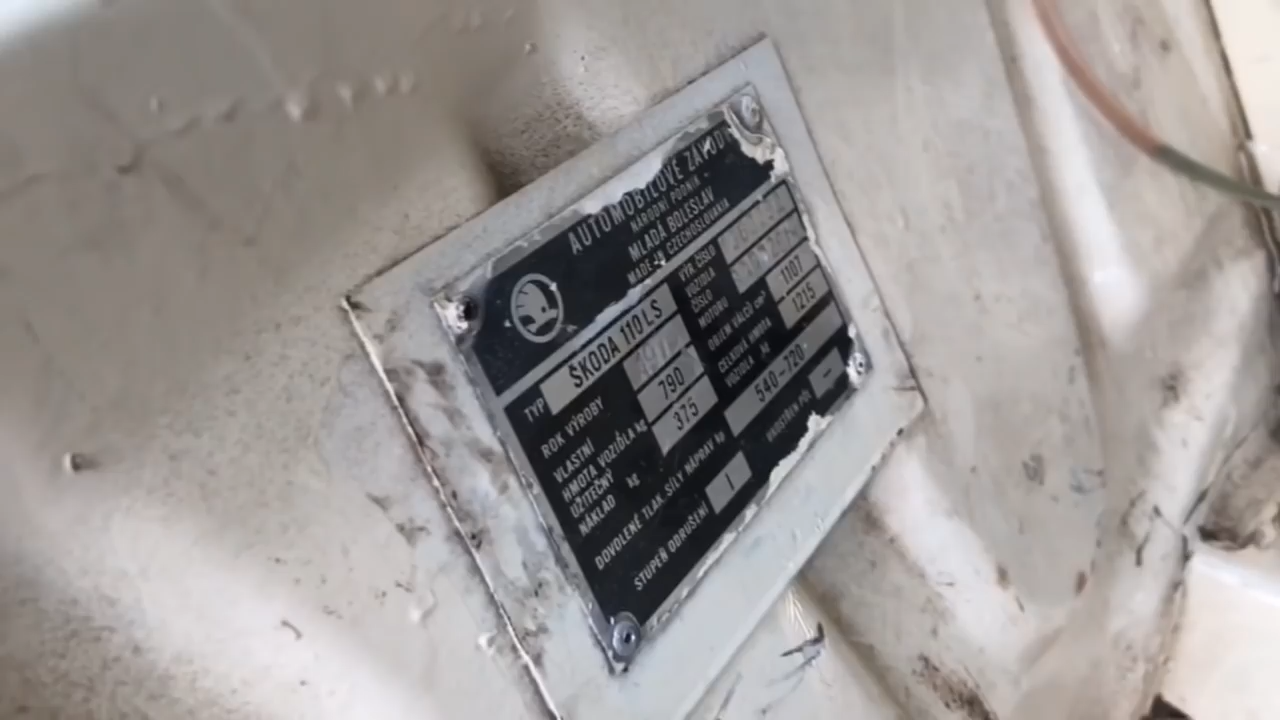 AUTOMOBILOVÉ ZÁVODY
NÁRODNÍ PODNIK
MLADÁ BOLESLAV
MADE IN CZECHOSLOVAKIA
TYP ŠKODA 110 LS
ROK VÝROBY
VLASTNÍ
HMOTA VOZIDLA kg 790
UŽITEČNÝ
NÁKLAD kg 375
VÝR. ČÍSLO
VOZIDLA
ČÍSLO
MOTORU
OBJEM VÁLCŮ cm³ 1107
CELKOVÁ HMOTA
VOZIDLA kg 1215
DOVOLENÉ TLAK. SÍLY NÁPRAV kp 540-720
STUPEŇ ODRUŠENÍ I